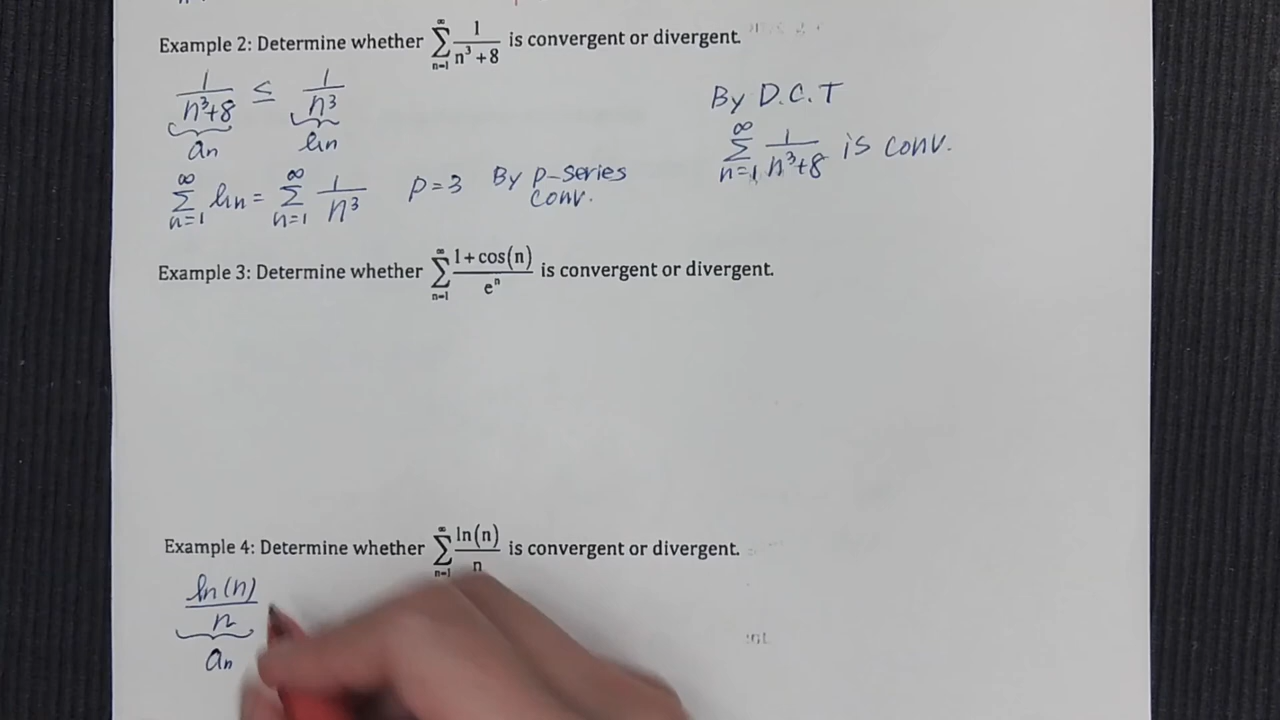 Example 2: Determine whether ∑_{n=1}^{∞} 1/(n³+8) is convergent or divergent.
1/(n³+8) ≤ 1/n³
an bn
By D.C.T
∑_{n=1}^{∞} 1/(n³+8) is conv.
∑_{n=1}^{∞} bn = ∑_{n=1}^{∞} 1/n³ p=3 By p-series
conv.
Example 3: Determine whether ∑_{n=1}^{∞} (1+cos(n))/eⁿ is convergent or divergent.
Example 4: Determine whether ∑_{n=1}^{∞} ln(n)/n is convergent or divergent.
ln(n)/n
an